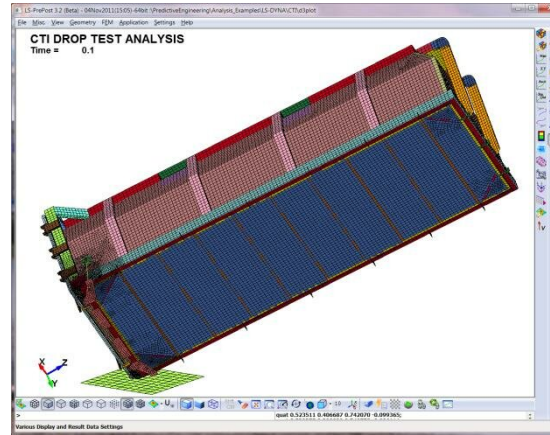 LS-PrePost 3.2 (Beta) - 04Nov2011(15:05)-64bit I:\PredictiveEngineering\Analysis_Examples\LS-DYNA\CTI\d3plot
File Misc View Geometry FEM Application Settings Help
CTI DROP TEST ANALYSIS
Time = 0.1
X
Z
Y
> quat 0.523511 0.406687 0.742070 -0.099365;
Various Display and Result Data Settings